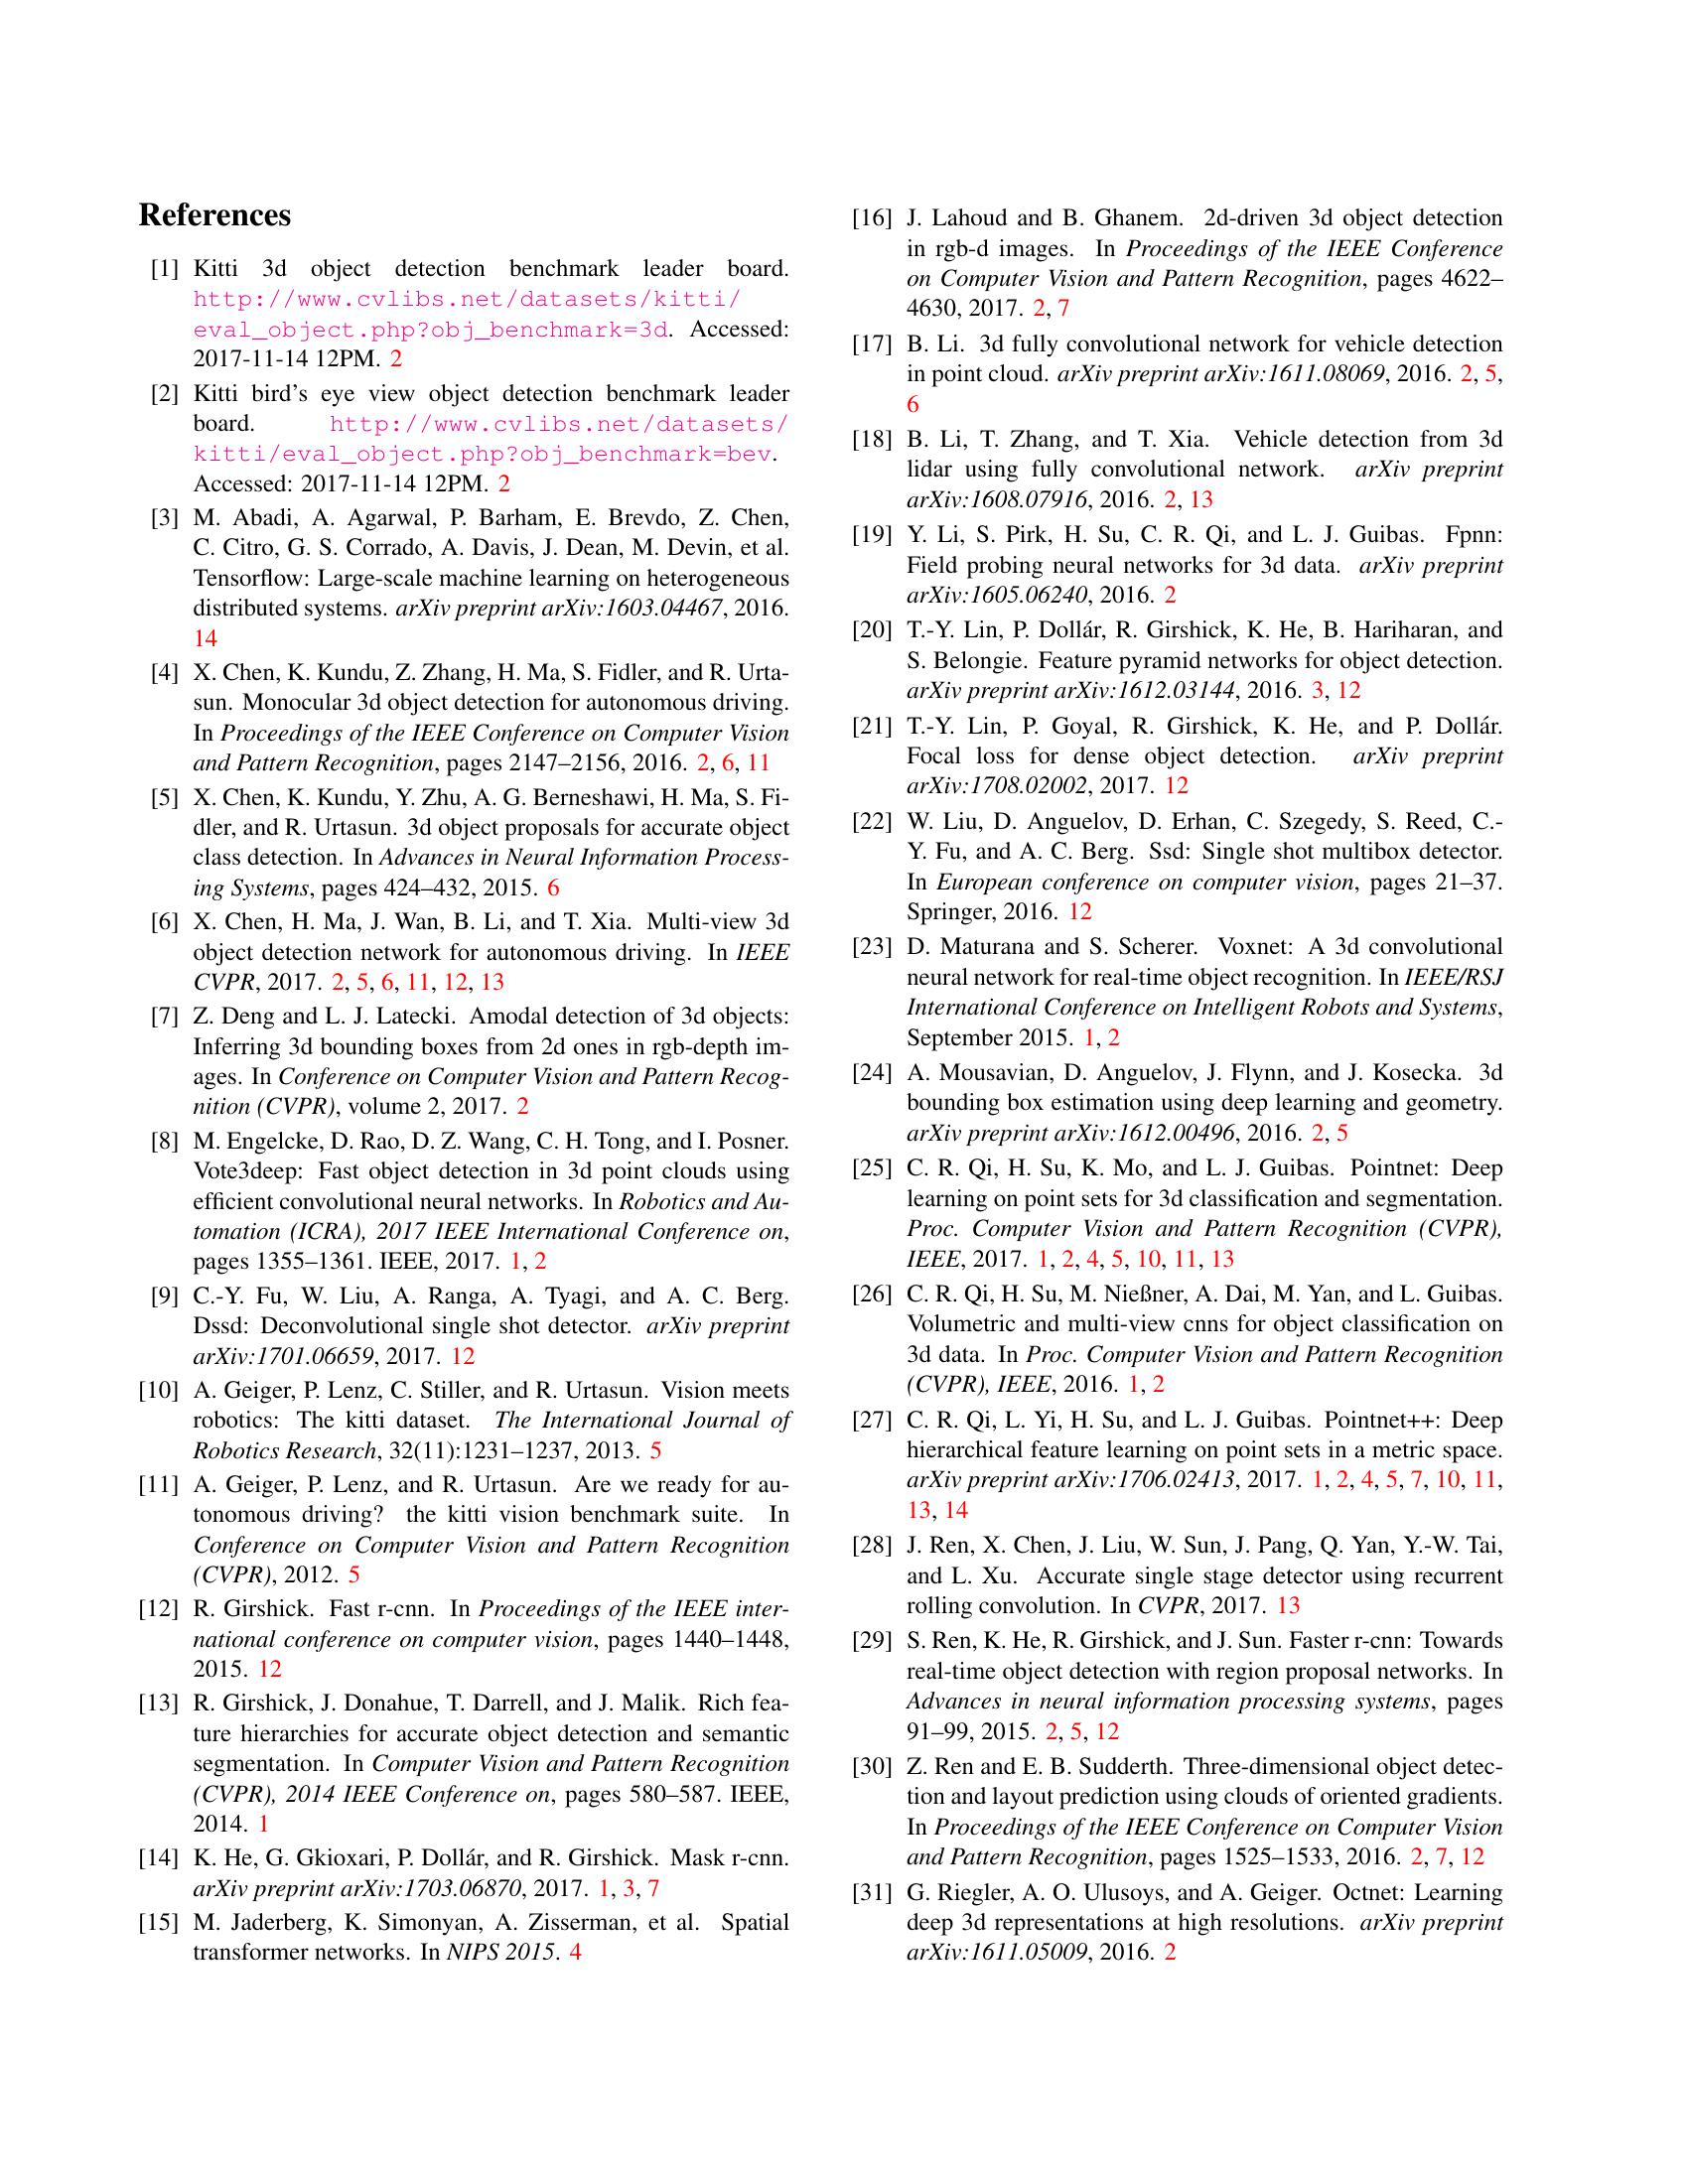 References
[1] Kitti 3d object detection benchmark leader board.
http://www.cvlibs.net/datasets/kitti/
eval_object.php?obj_benchmark=3d. Accessed:
2017-11-14 12PM. 2
[2] Kitti bird's eye view object detection benchmark leader
board. http://www.cvlibs.net/datasets/
kitti/eval_object.php?obj_benchmark=bev.
Accessed: 2017-11-14 12PM. 2
[3] M. Abadi, A. Agarwal, P. Barham, E. Brevdo, Z. Chen,
C. Citro, G. S. Corrado, A. Davis, J. Dean, M. Devin, et al.
Tensorflow: Large-scale machine learning on heterogeneous
distributed systems. arXiv preprint arXiv:1603.04467, 2016.
14
[4] X. Chen, K. Kundu, Z. Zhang, H. Ma, S. Fidler, and R. Urta-
sun. Monocular 3d object detection for autonomous driving.
In Proceedings of the IEEE Conference on Computer Vision
and Pattern Recognition, pages 2147–2156, 2016. 2, 6, 11
[5] X. Chen, K. Kundu, Y. Zhu, A. G. Berneshawi, H. Ma, S. Fi-
dler, and R. Urtasun. 3d object proposals for accurate object
class detection. In Advances in Neural Information Process-
ing Systems, pages 424–432, 2015. 6
[6] X. Chen, H. Ma, J. Wan, B. Li, and T. Xia. Multi-view 3d
object detection network for autonomous driving. In IEEE
CVPR, 2017. 2, 5, 6, 11, 12, 13
[7] Z. Deng and L. J. Latecki. Amodal detection of 3d objects:
Inferring 3d bounding boxes from 2d ones in rgb-depth im-
ages. In Conference on Computer Vision and Pattern Recog-
nition (CVPR), volume 2, 2017. 2
[8] M. Engelcke, D. Rao, D. Z. Wang, C. H. Tong, and I. Posner.
Vote3deep: Fast object detection in 3d point clouds using
efficient convolutional neural networks. In Robotics and Au-
tomation (ICRA), 2017 IEEE International Conference on,
pages 1355–1361. IEEE, 2017. 1, 2
[9] C.-Y. Fu, W. Liu, A. Ranga, A. Tyagi, and A. C. Berg.
Dssd: Deconvolutional single shot detector. arXiv preprint
arXiv:1701.06659, 2017. 12
[10] A. Geiger, P. Lenz, C. Stiller, and R. Urtasun. Vision meets
robotics: The kitti dataset. The International Journal of
Robotics Research, 32(11):1231–1237, 2013. 5
[11] A. Geiger, P. Lenz, and R. Urtasun. Are we ready for au-
tonomous driving? the kitti vision benchmark suite. In
Conference on Computer Vision and Pattern Recognition
(CVPR), 2012. 5
[12] R. Girshick. Fast r-cnn. In Proceedings of the IEEE inter-
national conference on computer vision, pages 1440–1448,
2015. 12
[13] R. Girshick, J. Donahue, T. Darrell, and J. Malik. Rich fea-
ture hierarchies for accurate object detection and semantic
segmentation. In Computer Vision and Pattern Recognition
(CVPR), 2014 IEEE Conference on, pages 580–587. IEEE,
2014. 1
[14] K. He, G. Gkioxari, P. Dollár, and R. Girshick. Mask r-cnn.
arXiv preprint arXiv:1703.06870, 2017. 1, 3, 7
[15] M. Jaderberg, K. Simonyan, A. Zisserman, et al. Spatial
transformer networks. In NIPS 2015. 4
[16] J. Lahoud and B. Ghanem. 2d-driven 3d object detection
in rgb-d images. In Proceedings of the IEEE Conference
on Computer Vision and Pattern Recognition, pages 4622–
4630, 2017. 2, 7
[17] B. Li. 3d fully convolutional network for vehicle detection
in point cloud. arXiv preprint arXiv:1611.08069, 2016. 2, 5,
6
[18] B. Li, T. Zhang, and T. Xia. Vehicle detection from 3d
lidar using fully convolutional network. arXiv preprint
arXiv:1608.07916, 2016. 2, 13
[19] Y. Li, S. Pirk, H. Su, C. R. Qi, and L. J. Guibas. Fpnn:
Field probing neural networks for 3d data. arXiv preprint
arXiv:1605.06240, 2016. 2
[20] T.-Y. Lin, P. Dollár, R. Girshick, K. He, B. Hariharan, and
S. Belongie. Feature pyramid networks for object detection.
arXiv preprint arXiv:1612.03144, 2016. 3, 12
[21] T.-Y. Lin, P. Goyal, R. Girshick, K. He, and P. Dollár.
Focal loss for dense object detection. arXiv preprint
arXiv:1708.02002, 2017. 12
[22] W. Liu, D. Anguelov, D. Erhan, C. Szegedy, S. Reed, C.-
Y. Fu, and A. C. Berg. Ssd: Single shot multibox detector.
In European conference on computer vision, pages 21–37.
Springer, 2016. 12
[23] D. Maturana and S. Scherer. Voxnet: A 3d convolutional
neural network for real-time object recognition. In IEEE/RSJ
International Conference on Intelligent Robots and Systems,
September 2015. 1, 2
[24] A. Mousavian, D. Anguelov, J. Flynn, and J. Kosecka. 3d
bounding box estimation using deep learning and geometry.
arXiv preprint arXiv:1612.00496, 2016. 2, 5
[25] C. R. Qi, H. Su, K. Mo, and L. J. Guibas. Pointnet: Deep
learning on point sets for 3d classification and segmentation.
Proc. Computer Vision and Pattern Recognition (CVPR),
IEEE, 2017. 1, 2, 4, 5, 10, 11, 13
[26] C. R. Qi, H. Su, M. Nießner, A. Dai, M. Yan, and L. Guibas.
Volumetric and multi-view cnns for object classification on
3d data. In Proc. Computer Vision and Pattern Recognition
(CVPR), IEEE, 2016. 1, 2
[27] C. R. Qi, L. Yi, H. Su, and L. J. Guibas. Pointnet++: Deep
hierarchical feature learning on point sets in a metric space.
arXiv preprint arXiv:1706.02413, 2017. 1, 2, 4, 5, 7, 10, 11,
13, 14
[28] J. Ren, X. Chen, J. Liu, W. Sun, J. Pang, Q. Yan, Y.-W. Tai,
and L. Xu. Accurate single stage detector using recurrent
rolling convolution. In CVPR, 2017. 13
[29] S. Ren, K. He, R. Girshick, and J. Sun. Faster r-cnn: Towards
real-time object detection with region proposal networks. In
Advances in neural information processing systems, pages
91–99, 2015. 2, 5, 12
[30] Z. Ren and E. B. Sudderth. Three-dimensional object detec-
tion and layout prediction using clouds of oriented gradients.
In Proceedings of the IEEE Conference on Computer Vision
and Pattern Recognition, pages 1525–1533, 2016. 2, 7, 12
[31] G. Riegler, A. O. Ulusoys, and A. Geiger. Octnet: Learning
deep 3d representations at high resolutions. arXiv preprint
arXiv:1611.05009, 2016. 2